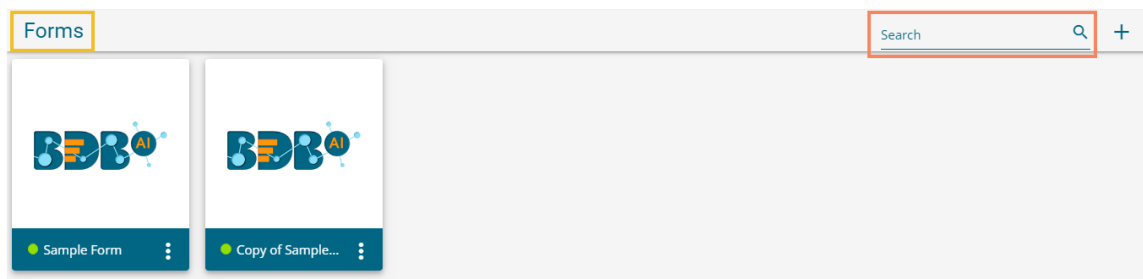 Forms
Search
BDB AI
BDB AI
Sample Form
Copy of Sample...